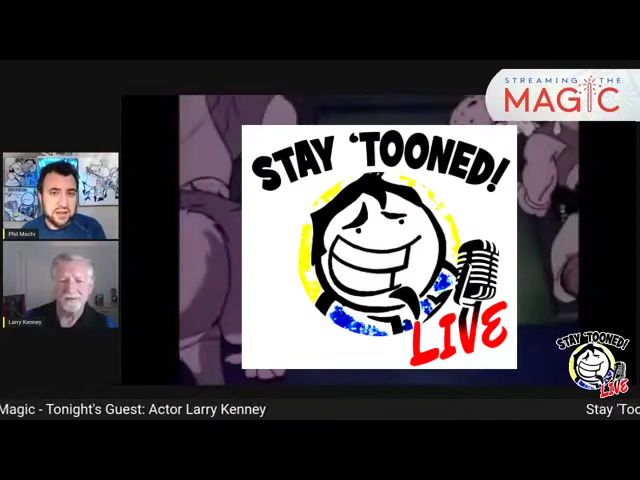 STREAMING THE
MAGIC
STAY 'TOONED!
LIVE
Phil Machi
Larry Kenney
STAY 'TOONED!
LIVE
Magic - Tonight's Guest: Actor Larry Kenney
Stay 'Too